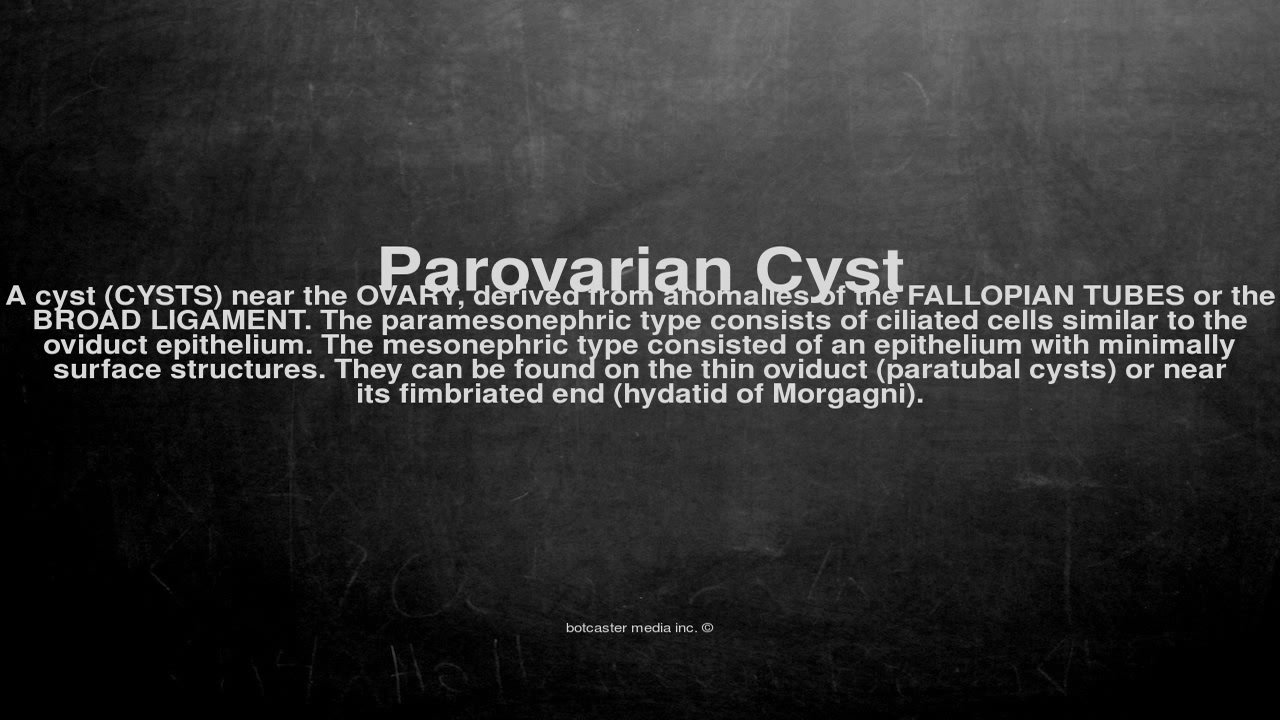 Parovarian Cyst
A cyst (CYSTS) near the OVARY, derived from anomalies of the FALLOPIAN TUBES or the
BROAD LIGAMENT. The paramesonephric type consists of ciliated cells similar to the
oviduct epithelium. The mesonephric type consisted of an epithelium with minimally
surface structures. They can be found on the thin oviduct (paratubal cysts) or near
its fimbriated end (hydatid of Morgagni).
botcaster media inc. ©